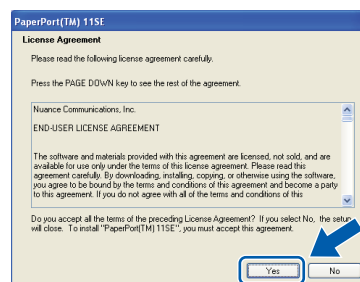 PaperPort(TM) 11SE
License Agreement
Please read the following license agreement carefully.
Press the PAGE DOWN key to see the rest of the agreement.
Nuance Communications, Inc.
END-USER LICENSE AGREEMENT
The software and materials provided with this agreement are licensed, not sold, and are
available for use only under the terms of this license agreement. Please read this
agreement carefully. By downloading, installing, copying, or otherwise using the software,
you agree to be bound by the terms and conditions of this agreement and become a party
to this agreement. If you do not agree with all of the terms and conditions of this
Do you accept all the terms of the preceding License Agreement? If you select No, the setup
will close. To install "PaperPort(TM) 11SE", you must accept this agreement.
Yes
No